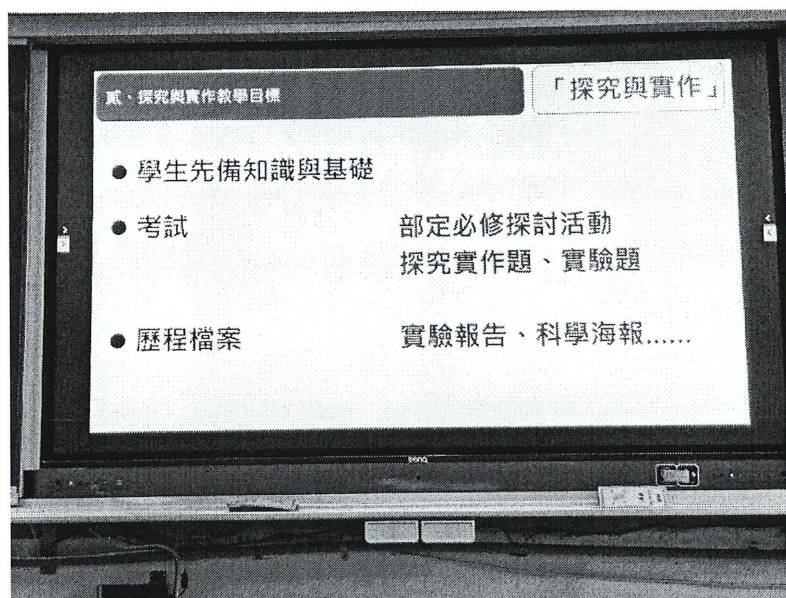 貳、探究與實作教學目標
「探究與實作」
● 學生先備知識與基礎
● 考試 部定必修探討活動
探究實作題、實驗題
● 歷程檔案 實驗報告、科學海報......
BenQ